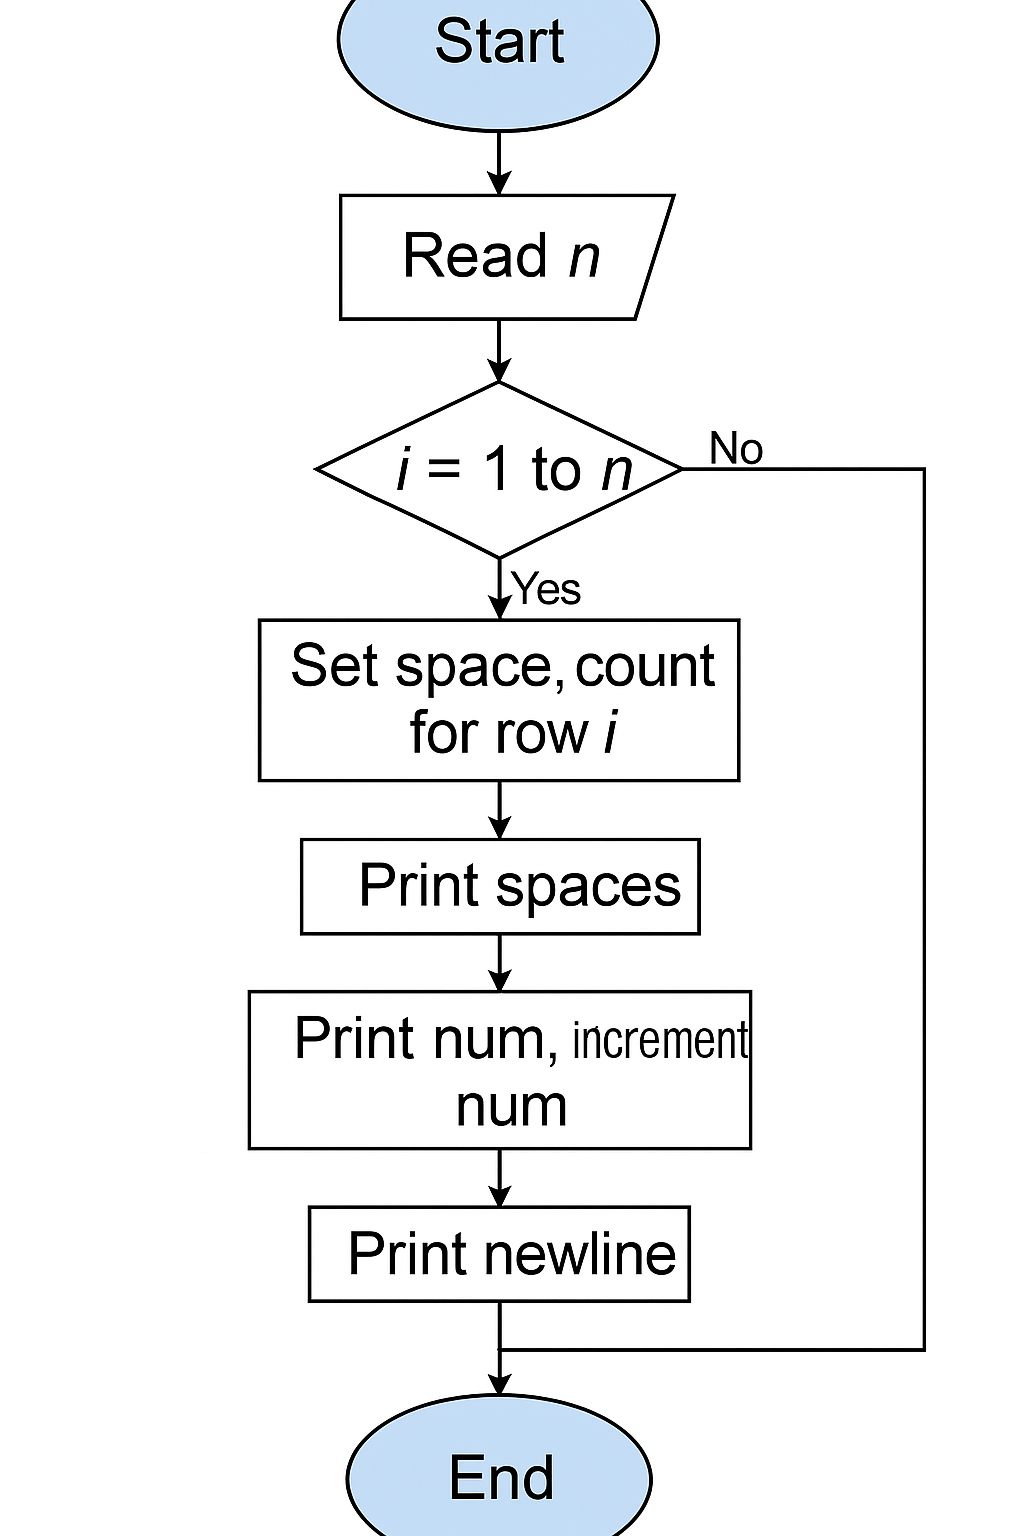 Start
Read n
i = 1 to n
No
Yes
Set space, count
for row i
Print spaces
Print num, increment
num
Print newline
End